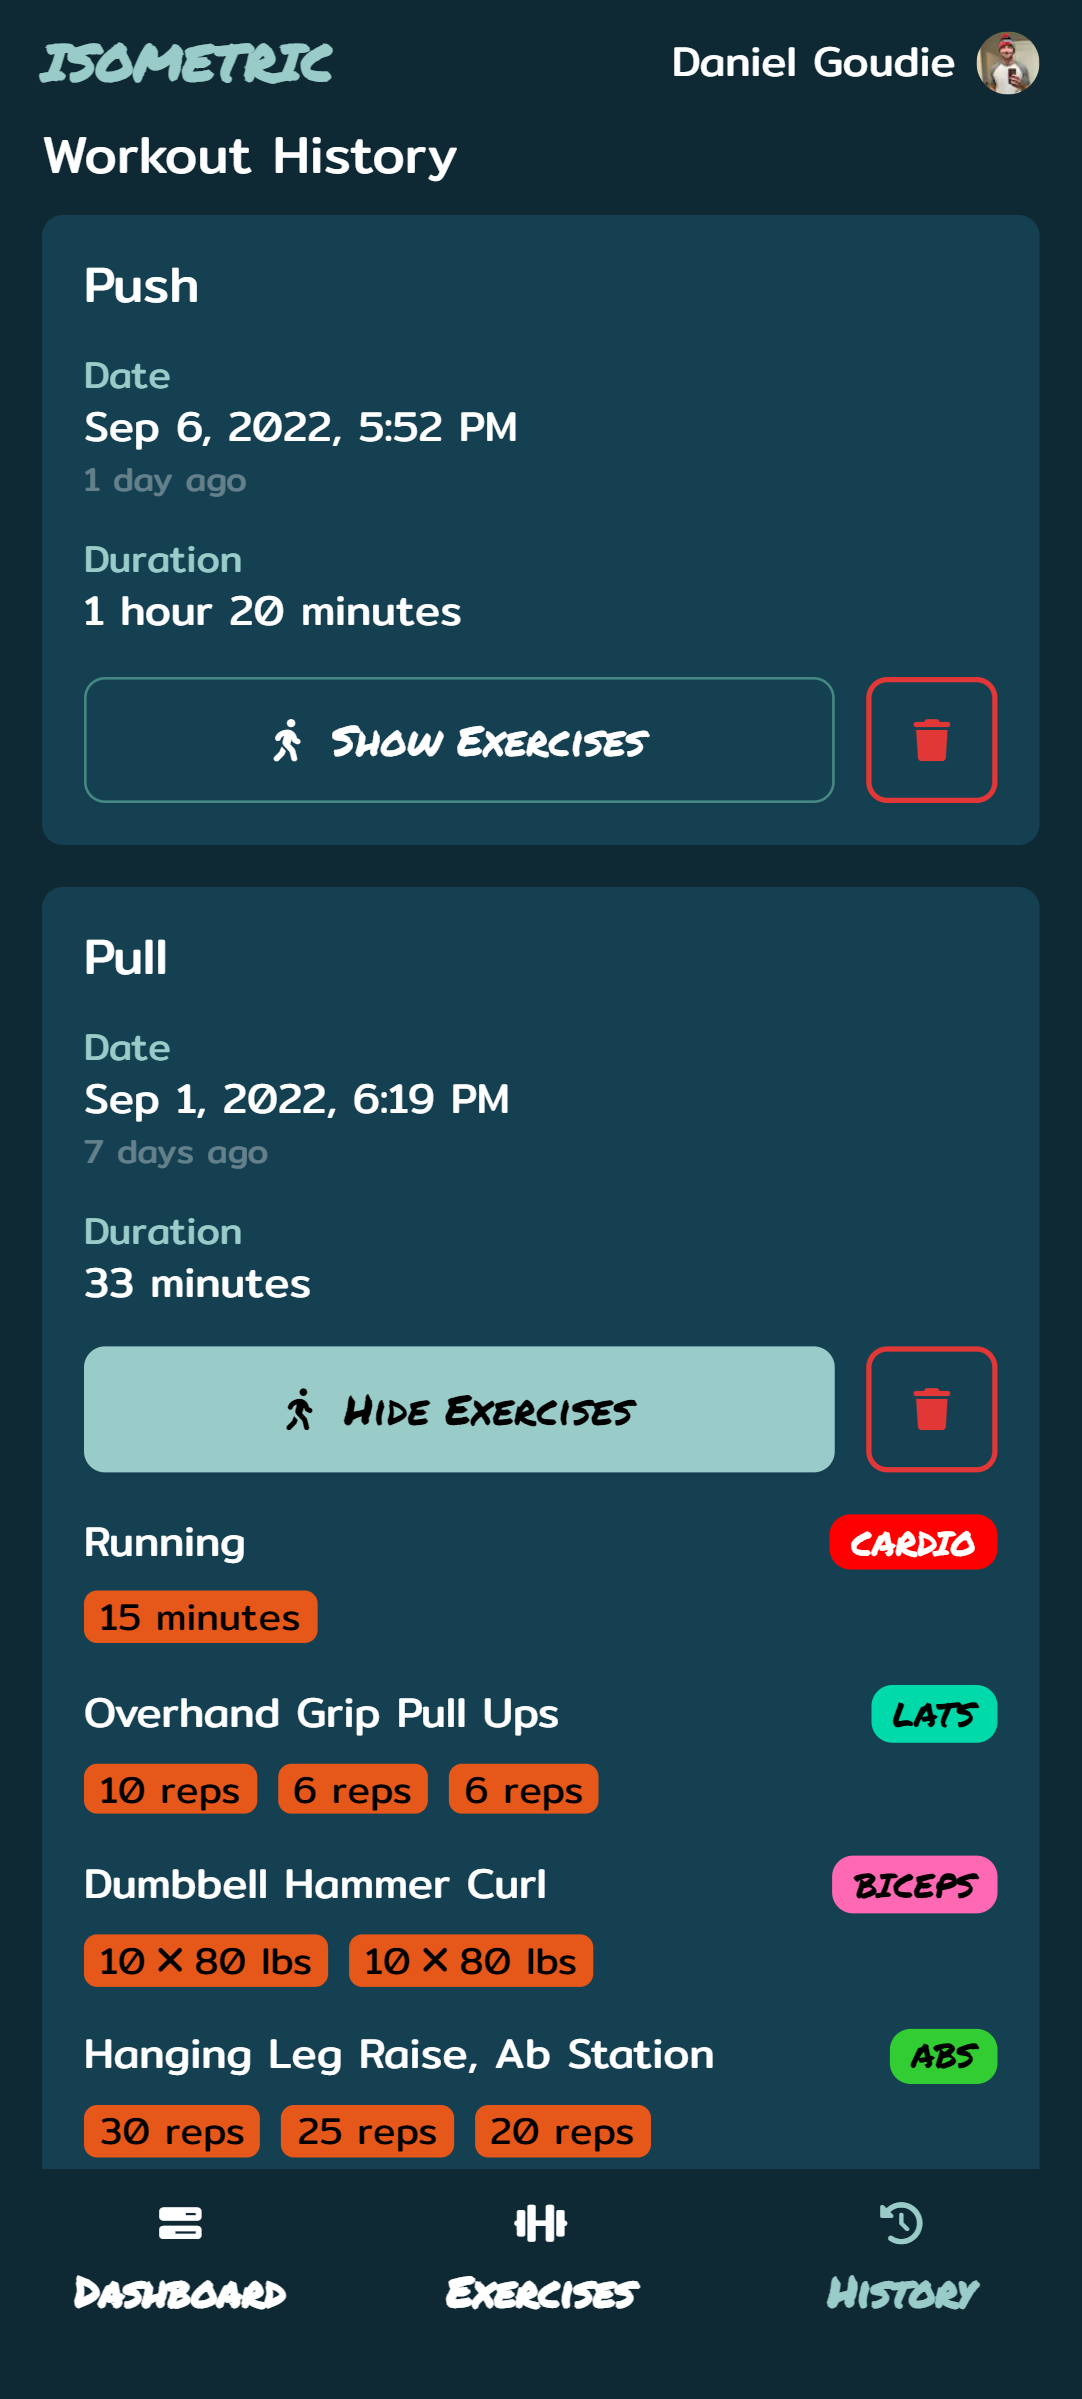 ISOMETRIC
Daniel Goudie
Workout History
Push
Date
Sep 6, 2022, 5:52 PM
1 day ago
Duration
1 hour 20 minutes
Show Exercises
Pull
Date
Sep 1, 2022, 6:19 PM
7 days ago
Duration
33 minutes
Hide Exercises
Running CARDIO
15 minutes
Overhand Grip Pull Ups LATS
10 reps 6 reps 6 reps
Dumbbell Hammer Curl BICEPS
10 × 80 lbs 10 × 80 lbs
Hanging Leg Raise, Ab Station ABS
30 reps 25 reps 20 reps
Dashboard Exercises History